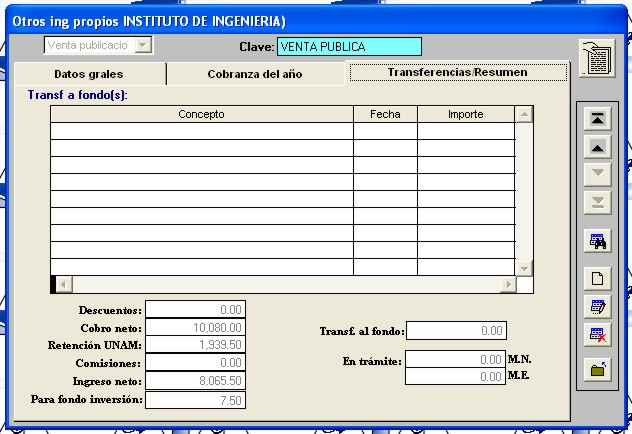 Otros ing propios INSTITUTO DE INGENIERIA)
Venta publicacio
Clave: VENTA PUBLICA
Datos grales
Cobranza del año
Transferencias/Resumen
Transf a fondo(s):
Concepto Fecha Importe
Descuentos: 0.00
Cobro neto: 10,080.00
Retención UNAM: 1,939.50
Comisiones: 0.00
Ingreso neto: 8,065.50
Para fondo inversión: 7.50
Transf. al fondo: 0.00
En trámite: 0.00 M.N.
0.00 M.E.